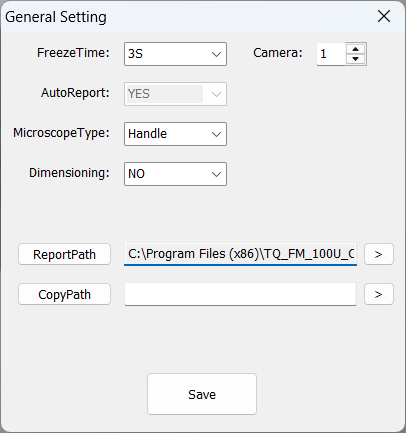 General Setting
FreezeTime: 3S Camera: 1
AutoReport: YES
MicroscopeType: Handle
Dimensioning: NO
ReportPath C:\Program Files (x86)\TQ_FM_100U_C >
CopyPath >
Save